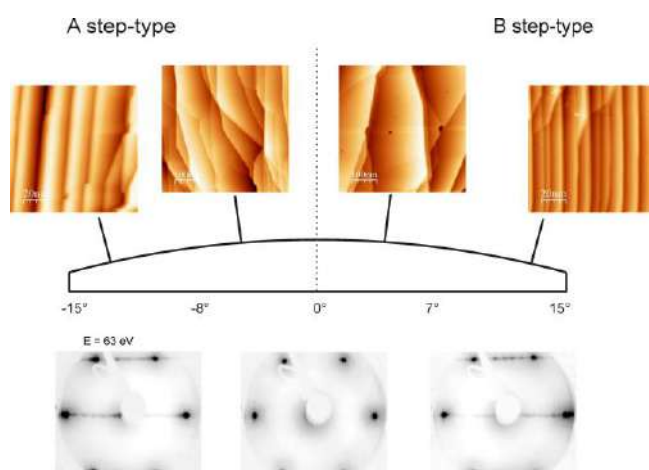 A step-type
B step-type
20nm
20nm
-15°
-8°
0°
7°
15°
E = 63 eV